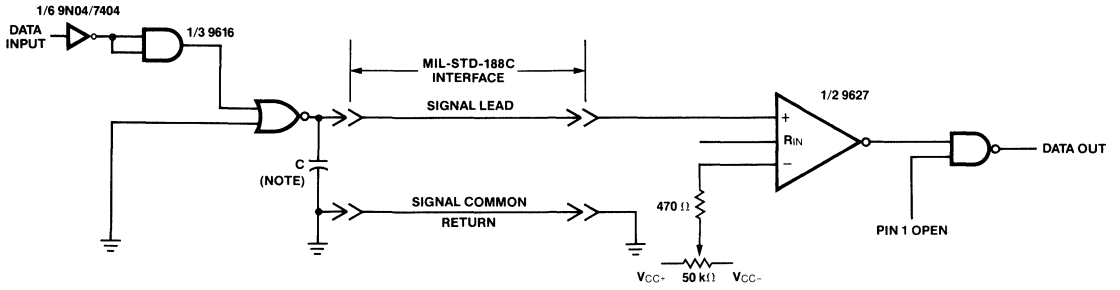 1/6 9N04/7404
DATA
INPUT
1/3 9616
MIL-STD-188C
INTERFACE
SIGNAL LEAD
C
(NOTE)
SIGNAL COMMON
RETURN
1/2 9627
+
RIN
−
470 Ω
VCC+ 50 kΩ VCC−
DATA OUT
PIN 1 OPEN